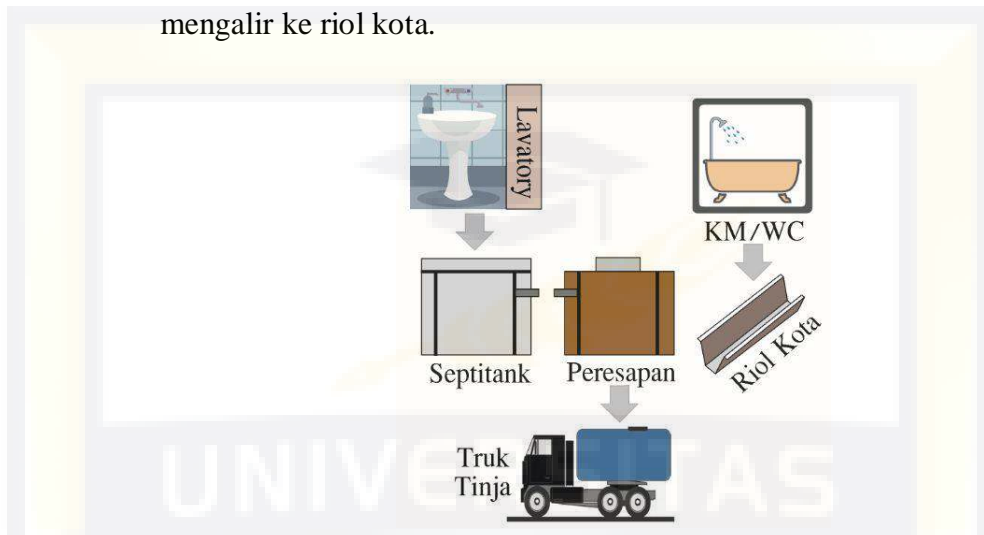 mengalir ke riol kota.
Lavatory
KM/WC
Septitank
Peresapan
Riol Kota
Truk
Tinja
UNIVERSITAS